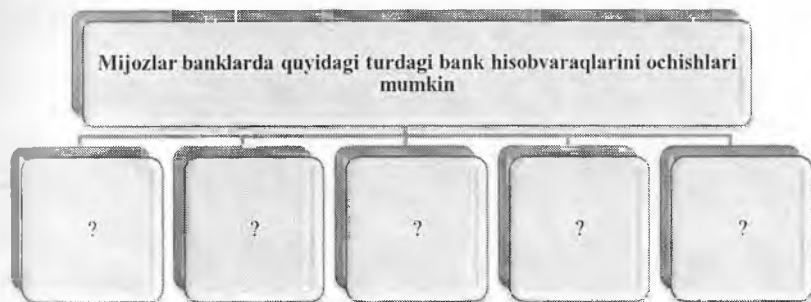 Mijozlar banklarda quyidagi turdagi bank hisobvaraqlarini ochishlari
mumkin
? ? ? ? ?